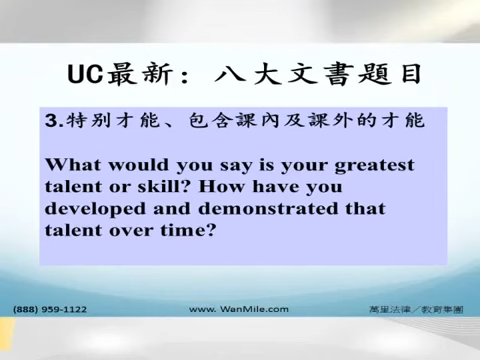 UC最新：八大文書題目
3.特別才能、包含課內及課外的才能
What would you say is your greatest
talent or skill? How have you
developed and demonstrated that
talent over time?
(888) 959-1122
www. WanMile.com
萬里法律／教育集團